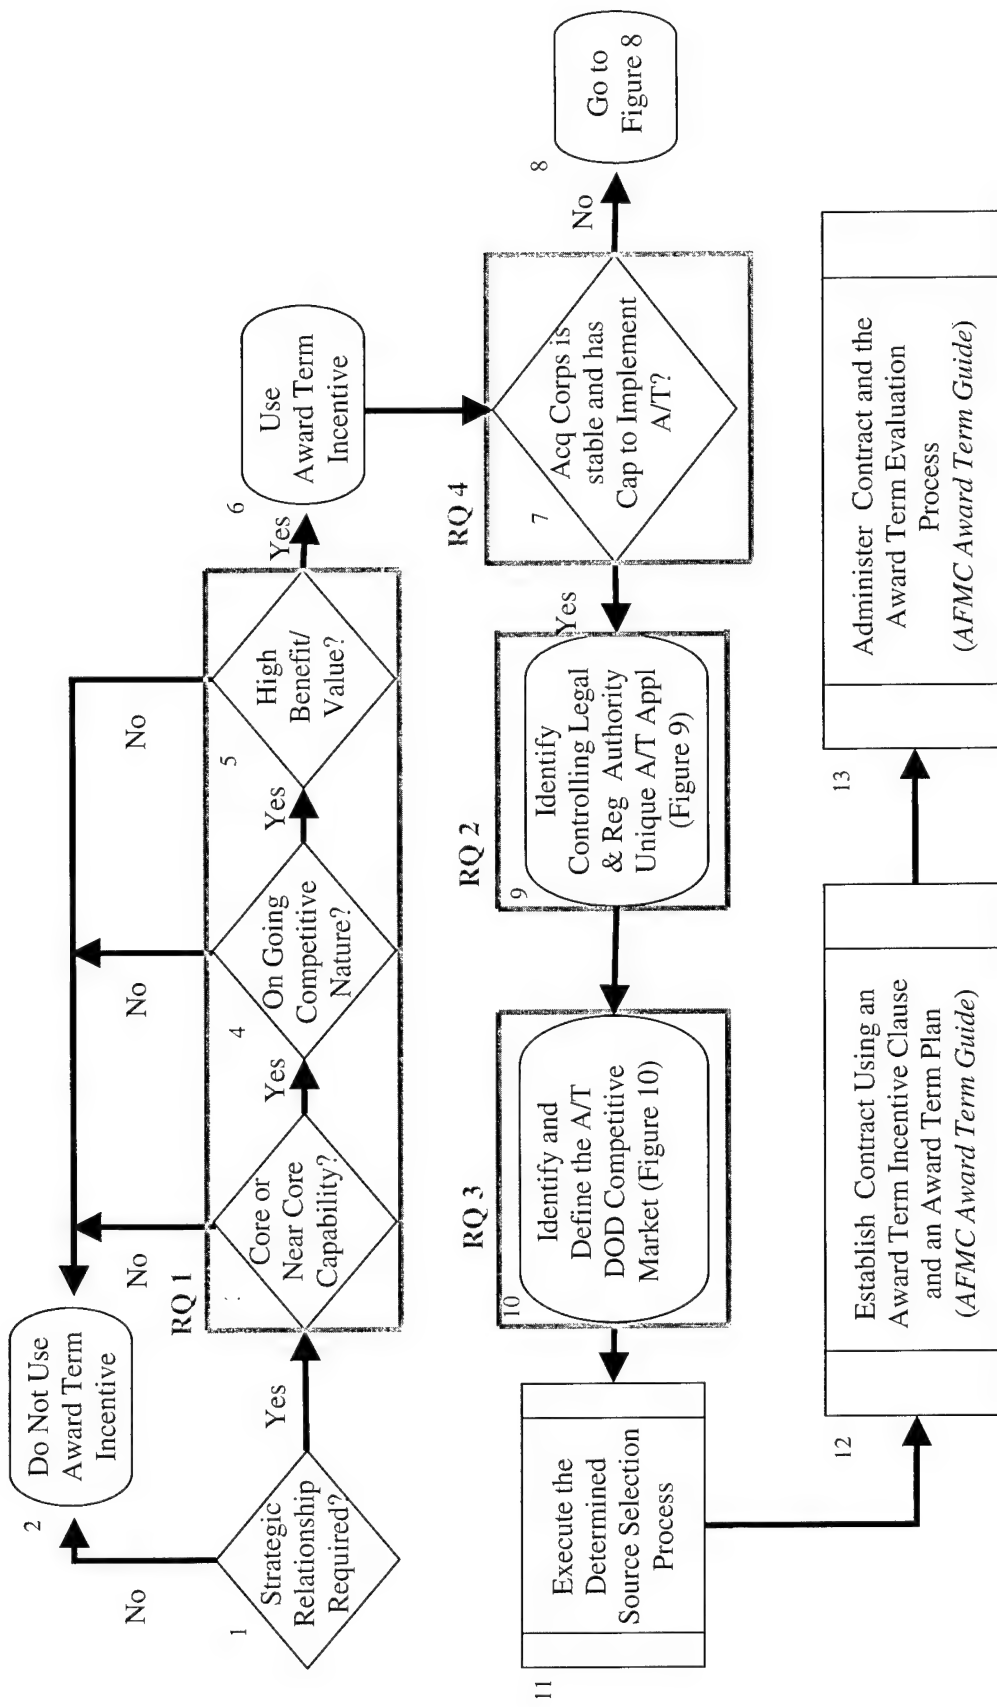 2
Do Not Use
Award Term
Incentive
No
No
No
No
1
Strategic
Relationship
Required?
Yes
RQ 1
Core or
Near Core
Capability?
Yes
4
On Going
Competitive
Nature?
Yes
5
High
Benefit/
Value?
Yes
6
Use
Award Term
Incentive
RQ 4
7
Acq Corps is
stable and has
Cap to Implement
A/T?
No
8
Go to
Figure 8
Yes
RQ 2
9
Identify
Controlling Legal
& Reg Authority
Unique A/T Appl
(Figure 9)
RQ 3
10
Identify and
Define the A/T
DOD Competitive
Market (Figure 10)
11
Execute the
Determined
Source Selection
Process
12
Establish Contract Using an
Award Term Incentive Clause
and an Award Term Plan
(AFMC Award Term Guide)
13
Administer Contract and the
Award Term Evaluation
Process
(AFMC Award Term Guide)